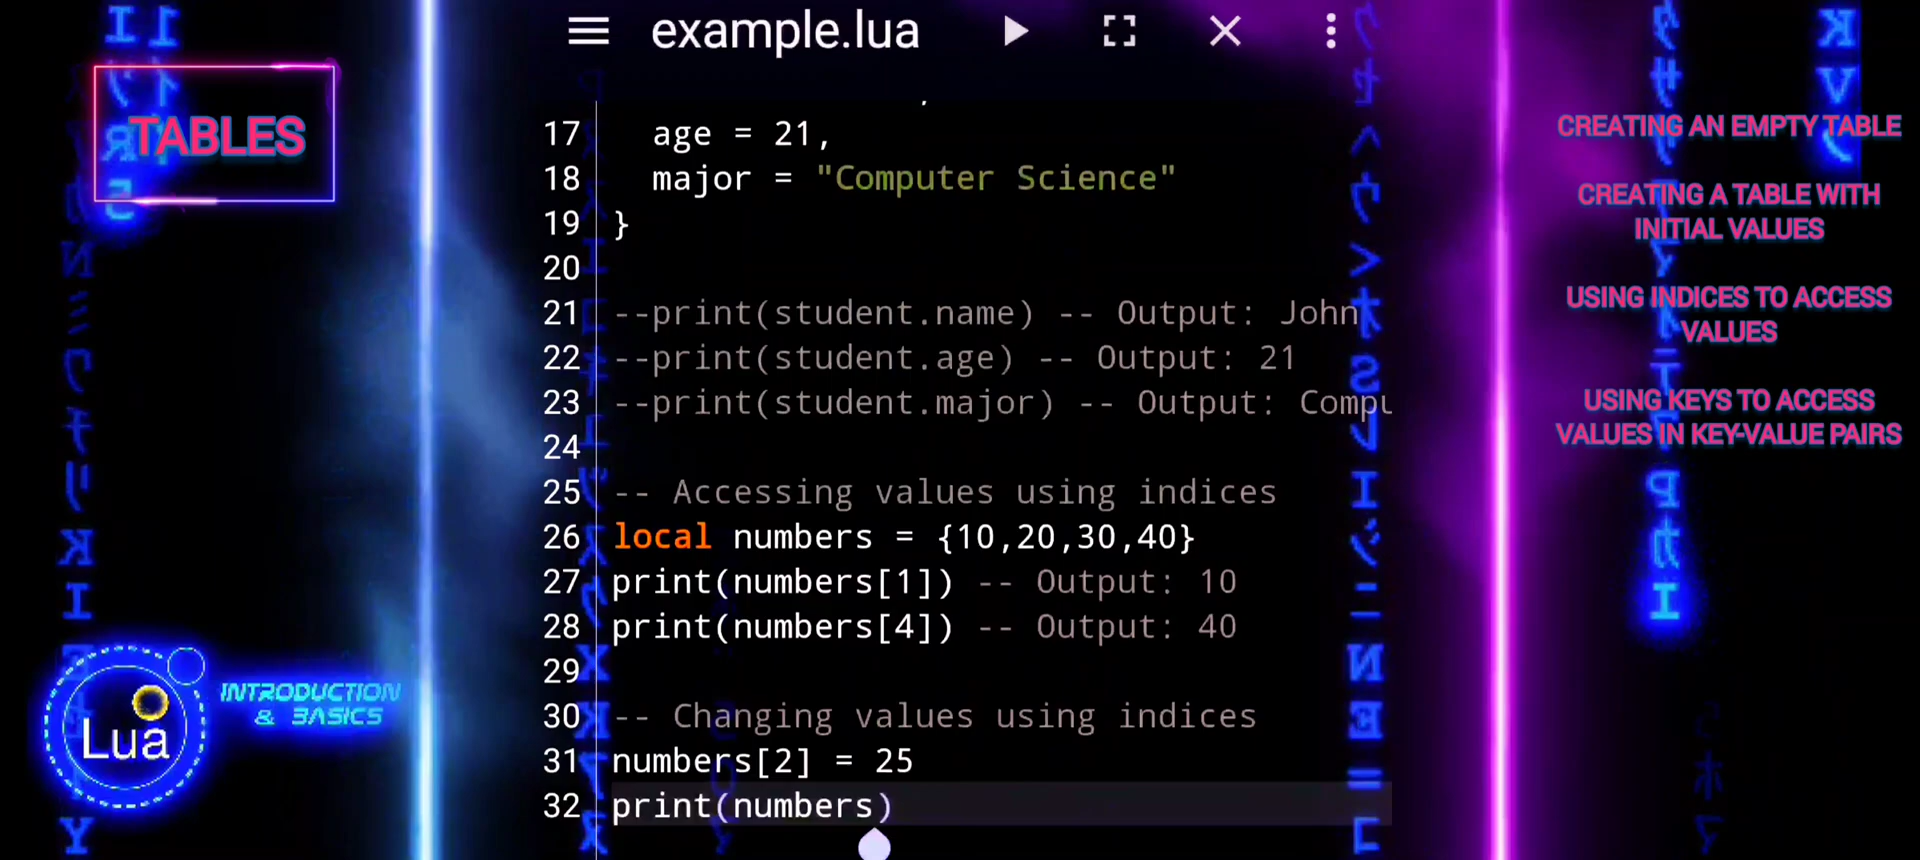 example.lua
TABLES
17 age = 21,
18 major = "Computer Science"
19 }
20
21 --print(student.name) -- Output: John
22 --print(student.age) -- Output: 21
23 --print(student.major) -- Output: Compu
24
25 -- Accessing values using indices
26 local numbers = {10,20,30,40}
27 print(numbers[1]) -- Output: 10
28 print(numbers[4]) -- Output: 40
29
30 -- Changing values using indices
31 numbers[2] = 25
32 print(numbers)
CREATING AN EMPTY TABLE
CREATING A TABLE WITH
INITIAL VALUES
USING INDICES TO ACCESS
VALUES
USING KEYS TO ACCESS
VALUES IN KEY-VALUE PAIRS
Lua
INTRODUCTION
& BASICS